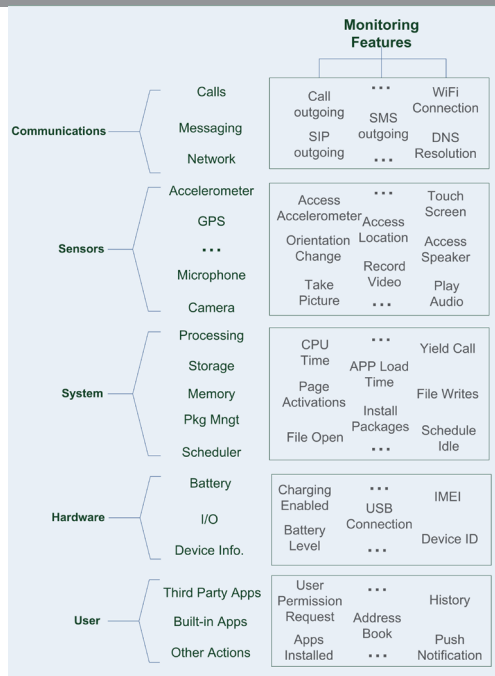 Monitoring
Features
Communications
Calls
Messaging
Network
Call
outgoing
SIP
outgoing
...
SMS
outgoing
...
WiFi
Connection
DNS
Resolution
Sensors
Accelerometer
GPS
...
Microphone
Camera
Access
Accelerometer
Orientation
Change
Take
Picture
...
Access
Location
Record
Video
...
Touch
Screen
Access
Speaker
Play
Audio
System
Processing
Storage
Memory
Pkg Mngt
Scheduler
CPU
Time
Page
Activations
File Open
...
APP Load
Time
Install
Packages
...
Yield Call
File Writes
Schedule
Idle
Hardware
Battery
I/O
Device Info.
Charging
Enabled
Battery
Level
...
USB
Connection
...
IMEI
Device ID
User
Third Party Apps
Built-in Apps
Other Actions
User
Permission
Request
Apps
Installed
...
Address
Book
...
History
Push
Notification